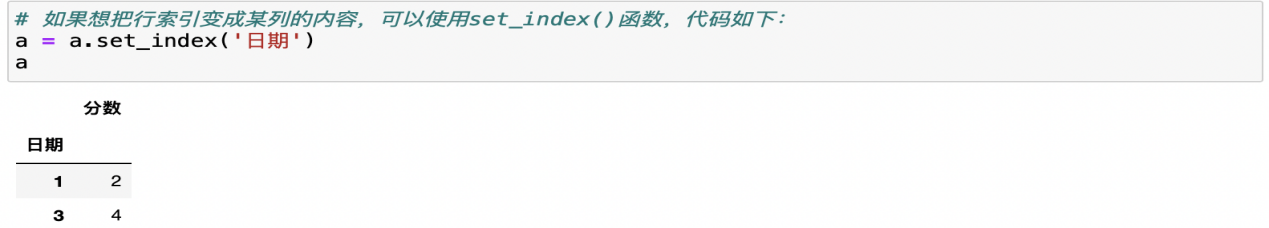 # 如果想把行索引变成某列的内容，可以使用set_index()函数，代码如下：
a = a.set_index('日期')
a
分数
日期
1 2
3 4